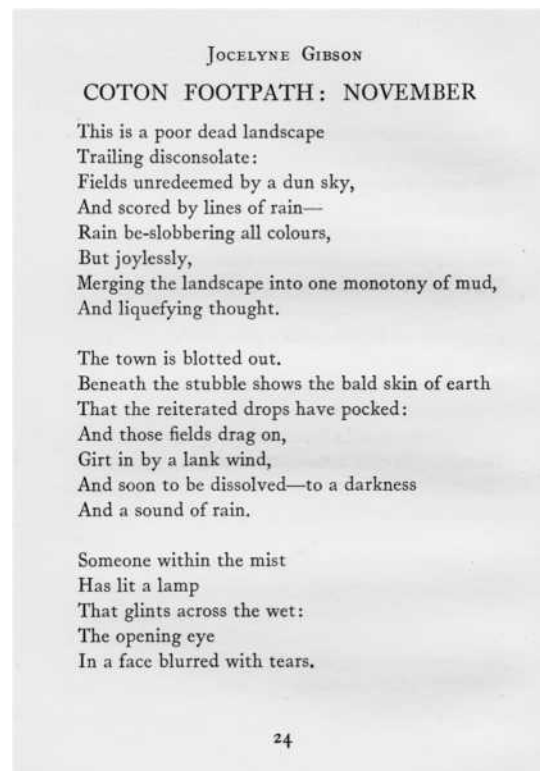 Jocelyne Gibson
COTON FOOTPATH: NOVEMBER
This is a poor dead landscape
Trailing disconsolate:
Fields unredeemed by a dun sky,
And scored by lines of rain—
Rain be-slobbering all colours,
But joylessly,
Merging the landscape into one monotony of mud,
And liquefying thought.
The town is blotted out.
Beneath the stubble shows the bald skin of earth
That the reiterated drops have pocked:
And those fields drag on,
Girt in by a lank wind,
And soon to be dissolved—to a darkness
And a sound of rain.
Someone within the mist
Has lit a lamp
That glints across the wet:
The opening eye
In a face blurred with tears.
24